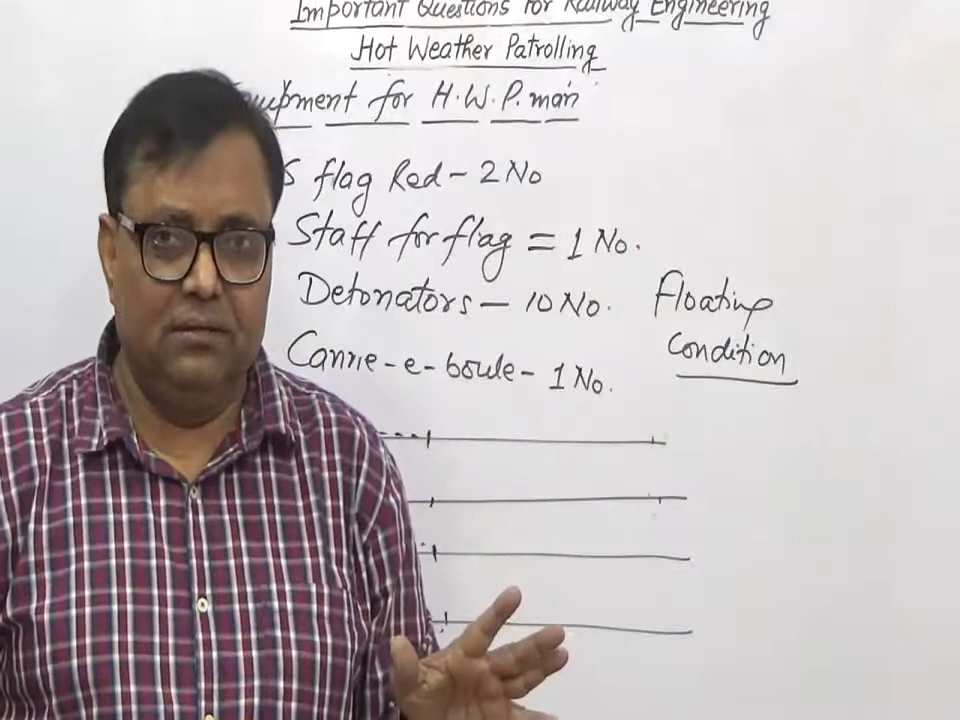 Important Questions for Railway Engineering
Hot Weather Patrolling
for H.W.P. man
flag Red - 2 No
Staff for flag = 1 No.
Detonators - 10 No.
Canne-e-boule - 1 No.
Floating
Condition